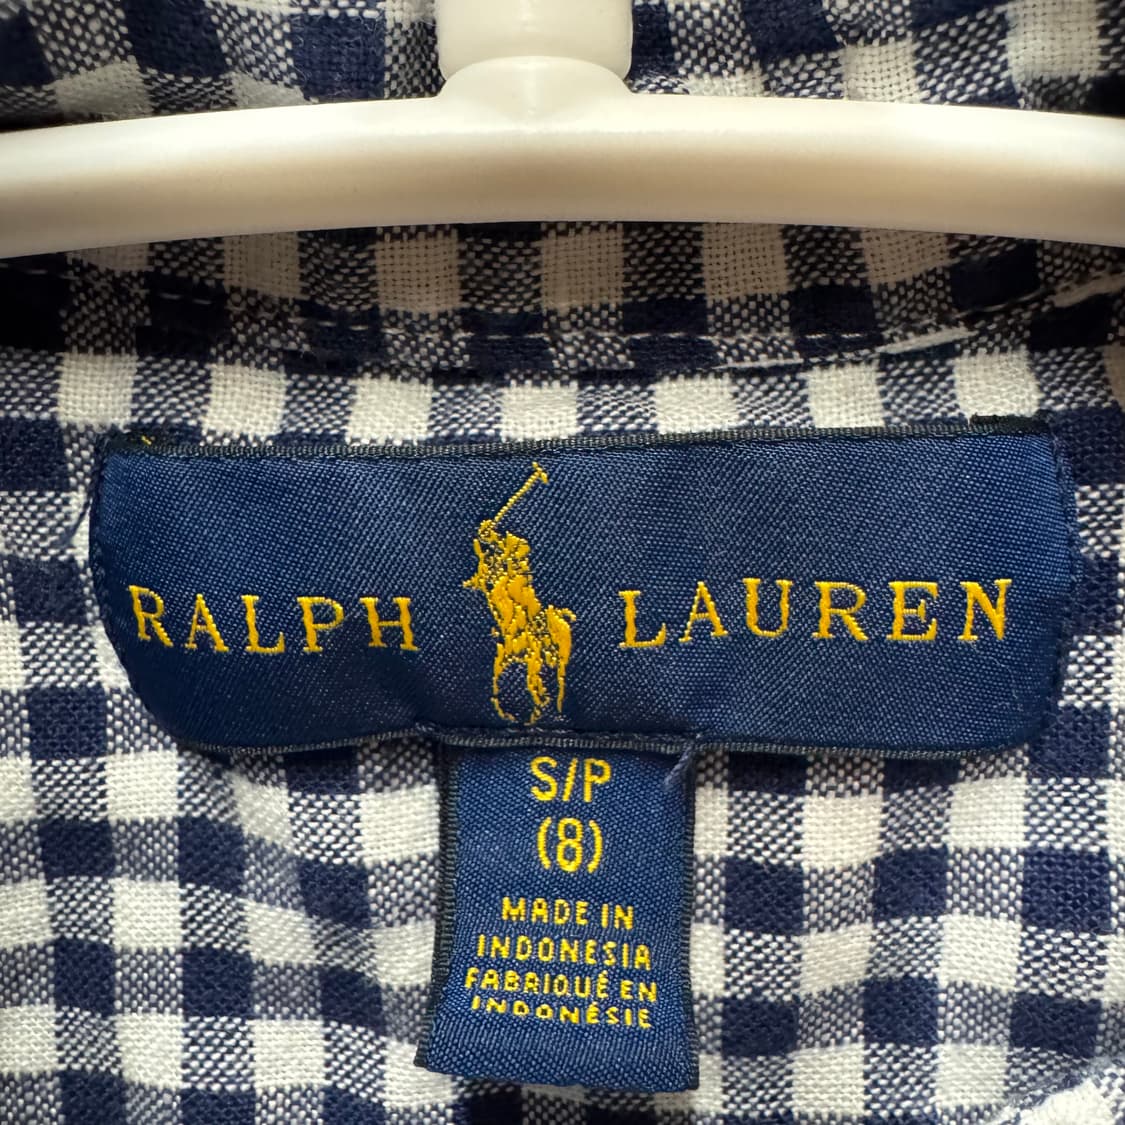 RALPH LAUREN
S/P
(8)
MADE IN
INDONESIA
FABRIQUÉ EN
INDONÉSIE